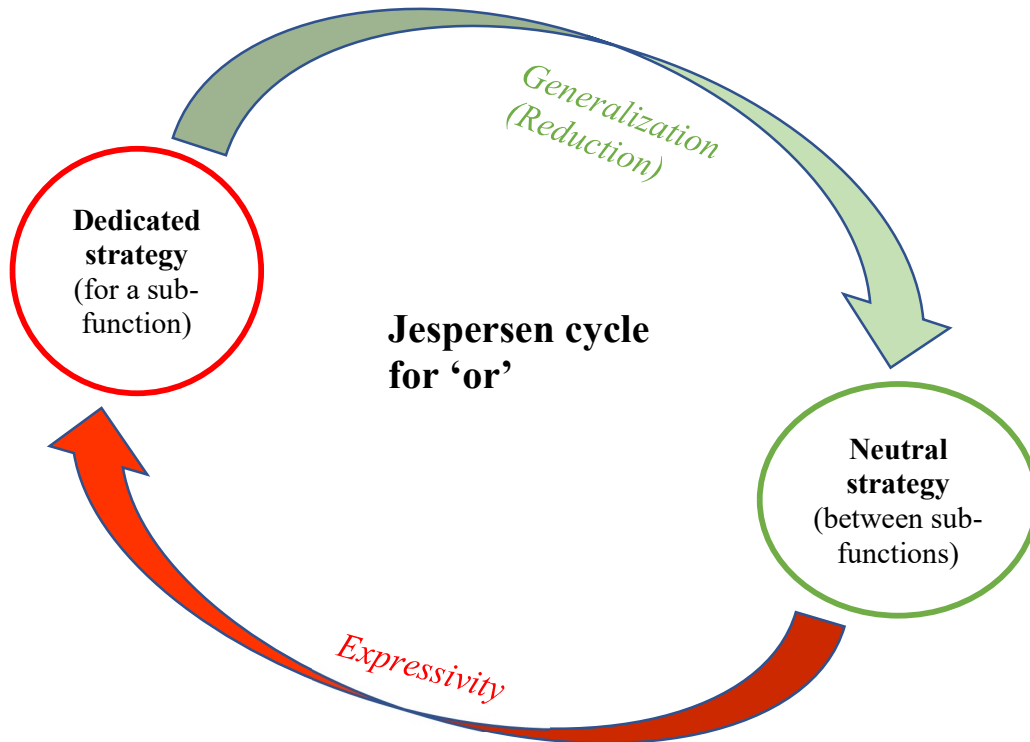 Generalization
(Reduction)
Dedicated
strategy
(for a sub-
function)
Jespersen cycle
for ‘or’
Neutral
strategy
(between sub-
functions)
Expressivity